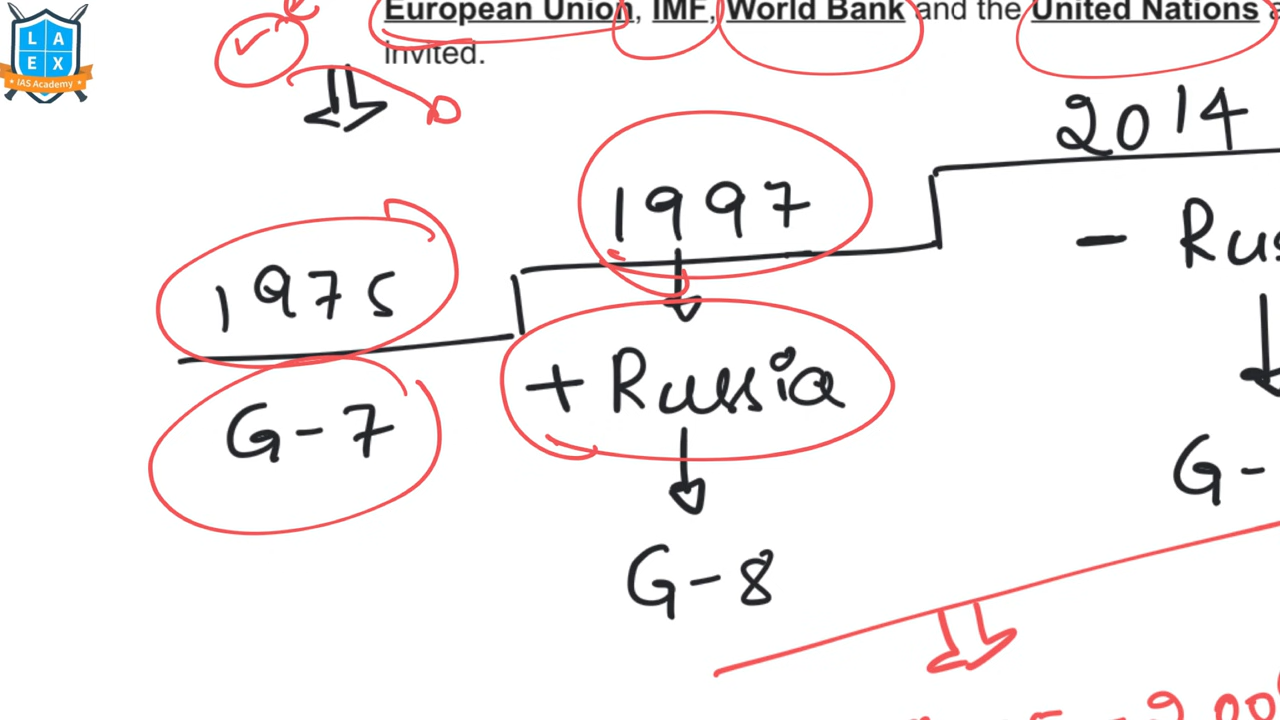 European Union, IMF, World Bank and the United Nations
invited.
LAEX
IAS Academy
2014
1997
1975
- Rus
+ Russia
G-7
G-
G-8